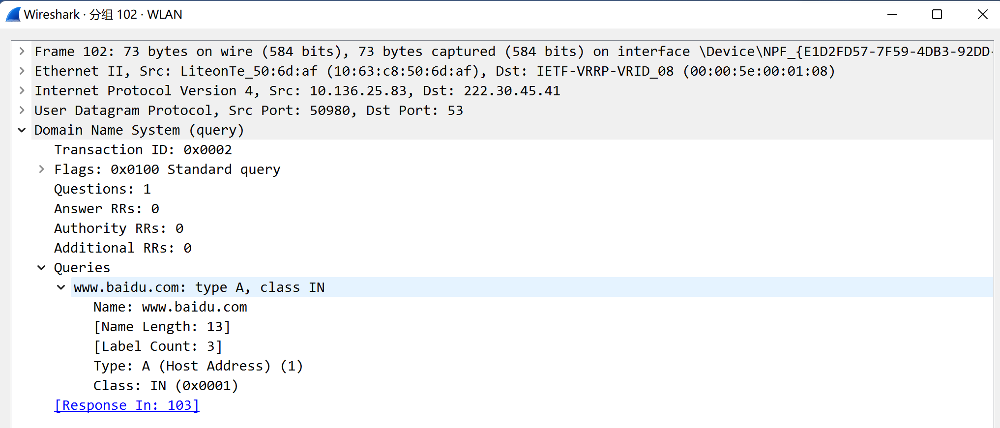 Wireshark · 分组 102 · WLAN
Frame 102: 73 bytes on wire (584 bits), 73 bytes captured (584 bits) on interface \Device\NPF_{E1D2FD57-7F59-4DB3-92DD-
Ethernet II, Src: LiteonTe_50:6d:af (10:63:c8:50:6d:af), Dst: IETF-VRRP-VRID_08 (00:00:5e:00:01:08)
Internet Protocol Version 4, Src: 10.136.25.83, Dst: 222.30.45.41
User Datagram Protocol, Src Port: 50980, Dst Port: 53
Domain Name System (query)
Transaction ID: 0x0002
Flags: 0x0100 Standard query
Questions: 1
Answer RRs: 0
Authority RRs: 0
Additional RRs: 0
Queries
www.baidu.com: type A, class IN
Name: www.baidu.com
[Name Length: 13]
[Label Count: 3]
Type: A (Host Address) (1)
Class: IN (0x0001)
[Response In: 103]